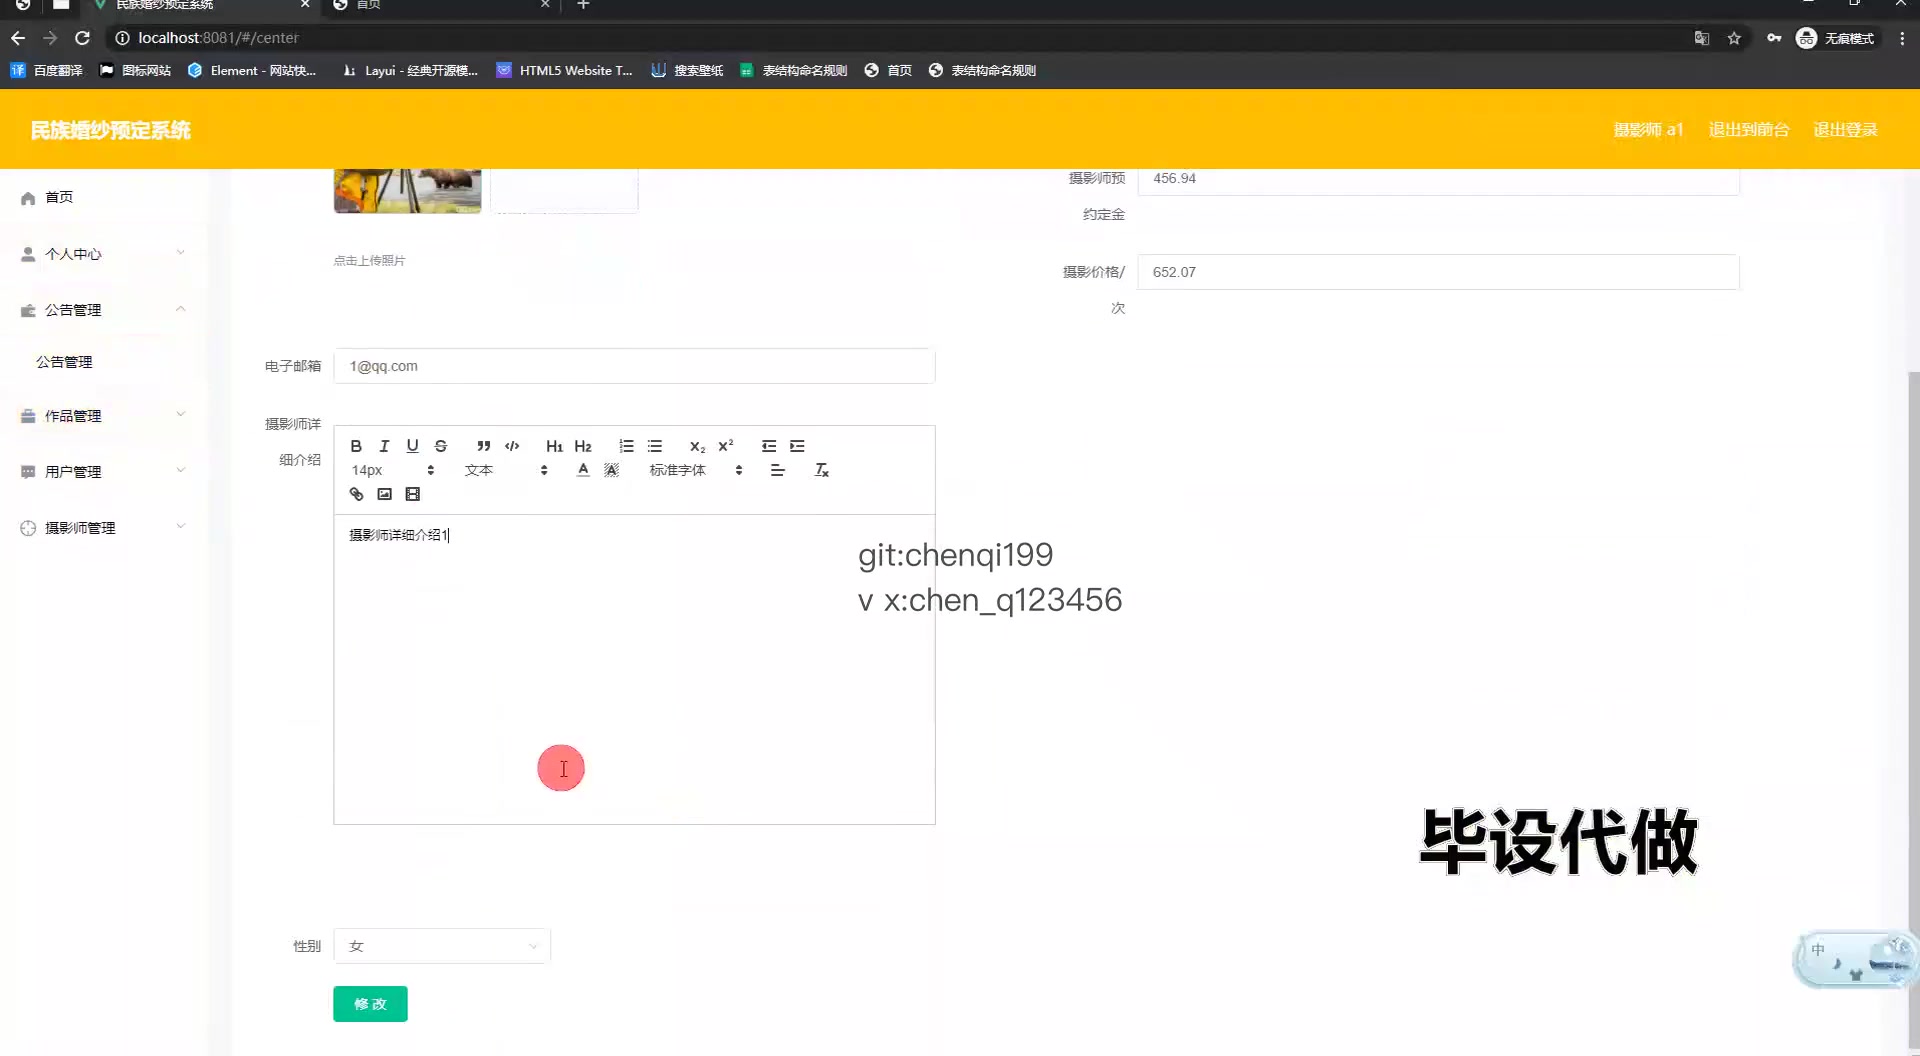 民族婚纱预定系统
首页
localhost:8081/#/center
无痕模式
百度翻译
图标网站
Element - 网站快...
Layui - 经典开源模...
HTML5 Website T...
搜索壁纸
表结构命名规则
首页
表结构命名规则
民族婚纱预定系统
摄影师 a1
退出到前台
退出登录
首页
个人中心
公告管理
公告管理
作品管理
用户管理
摄影师管理
点击上传照片
摄影师预
约定金
456.94
摄影价格/
次
652.07
电子邮箱
1@qq.com
摄影师详
细介绍
B I U S
H1 H2
X2 X2
14px
文本
A A
标准字体
Tx
摄影师详细介绍1
git:chenqi199
v x:chen_q123456
毕设代做
性别
女
修改
中